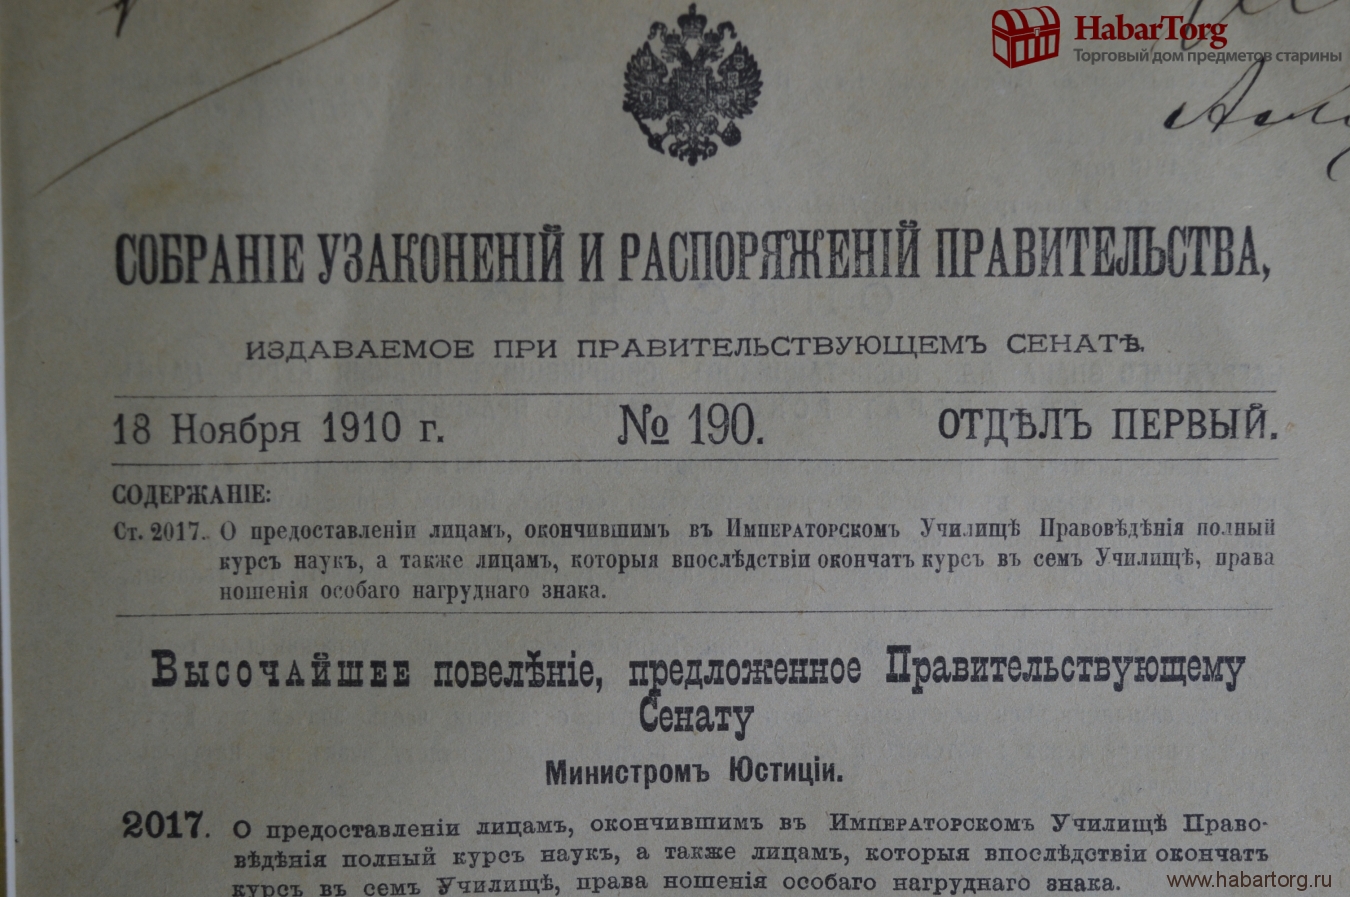 HabarTorg
Торговый дом предметов старины
СОБРАНІЕ УЗАКОНЕНІЙ И РАСПОРЯЖЕНІЙ ПРАВИТЕЛЬСТВА,
ИЗДАВАЕМОЕ ПРИ ПРАВИТЕЛЬСТВУЮЩЕМЪ СЕНАТѢ.
18 Ноября 1910 г. № 190. ОТДѢЛЪ ПЕРВЫЙ.
СОДЕРЖАНІЕ:
Ст. 2017. О предоставленіи лицамъ, окончившимъ въ Императорскомъ Училищѣ Правовѣдѣнія полный
курсъ наукъ, а также лицамъ, которыя впослѣдствіи окончатъ курсъ въ семъ Училищѣ, права
ношенія особаго нагруднаго знака.
Высочайшее повелѣніе, предложенное Правительствующему
Сенату
Министромъ Юстиціи.
2017. О предоставленіи лицамъ, окончившимъ въ Императорскомъ Училищѣ Право-
вѣдѣнія полный курсъ наукъ, а также лицамъ, которыя впослѣдствіи окончатъ
курсъ въ семъ Училищѣ, права ношенія особаго нагруднаго знака.
www.habartorg.ru